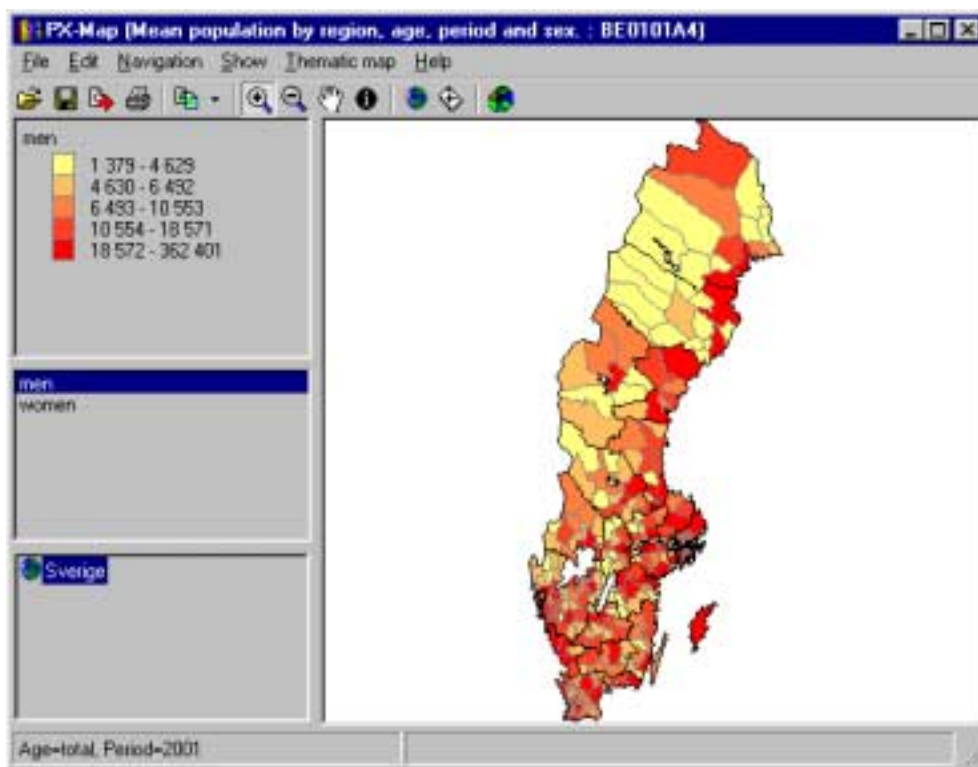 PX-Map [Mean population by region, age, period and sex. : BE0101A4]
File Edit Navigation Show Thematic map Help
men
1 379 - 4 629
4 630 - 6 492
6 493 - 10 553
10 554 - 18 571
18 572 - 362 401
men
women
Sverige
Age=total, Period=2001